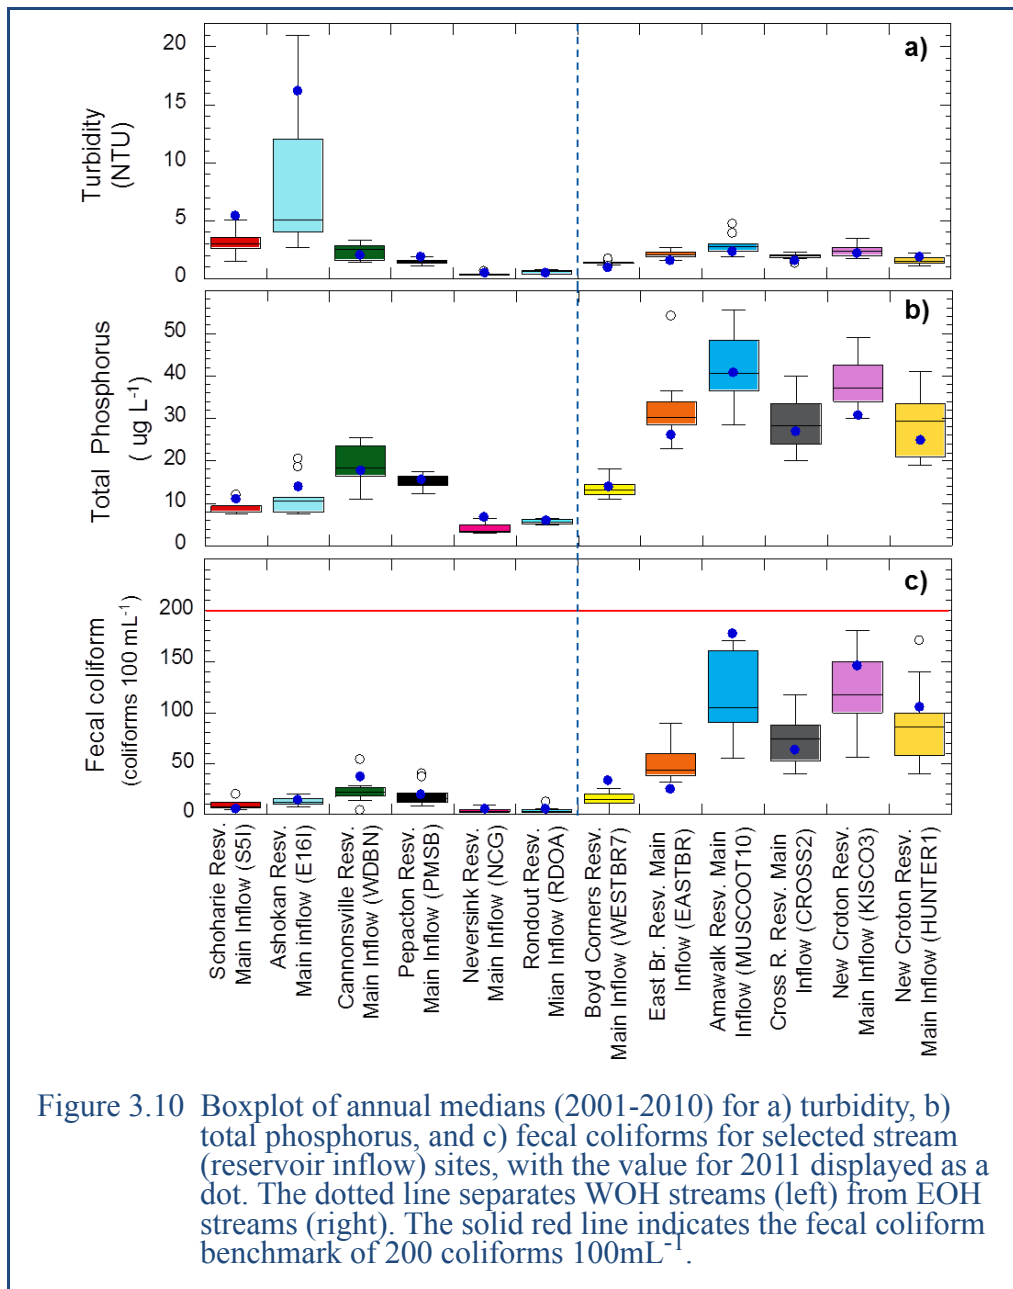 a)
20
15
10
5
0
Turbidity
(NTU)
b)
50
40
30
20
10
0
Total Phosphorus
( ug L-1)
c)
200
150
100
50
0
Fecal coliform
(coliforms 100 mL-1)
Schoharie Resv.
Main Inflow (S5I)
Ashokan Resv.
Main inflow (E16I)
Cannonsville Resv.
Main Inflow (WDBN)
Pepacton Resv.
Main Inflow (PMSB)
Neversink Resv.
Main Inflow (NCG)
Rondout Resv.
Mian Inflow (RDOA)
Boyd Corners Resv.
Main Inflow (WESTBR7)
East Br. Resv. Main
Inflow (EASTBR)
Amawalk Resv. Main
Inflow (MUSCOOT10)
Cross R. Resv. Main
Inflow (CROSS2)
New Croton Resv.
Main Inflow (KISCO3)
New Croton Resv.
Main Inflow (HUNTER1)
Figure 3.10 Boxplot of annual medians (2001-2010) for a) turbidity, b)
total phosphorus, and c) fecal coliforms for selected stream
(reservoir inflow) sites, with the value for 2011 displayed as a
dot. The dotted line separates WOH streams (left) from EOH
streams (right). The solid red line indicates the fecal coliform
benchmark of 200 coliforms 100mL-1.